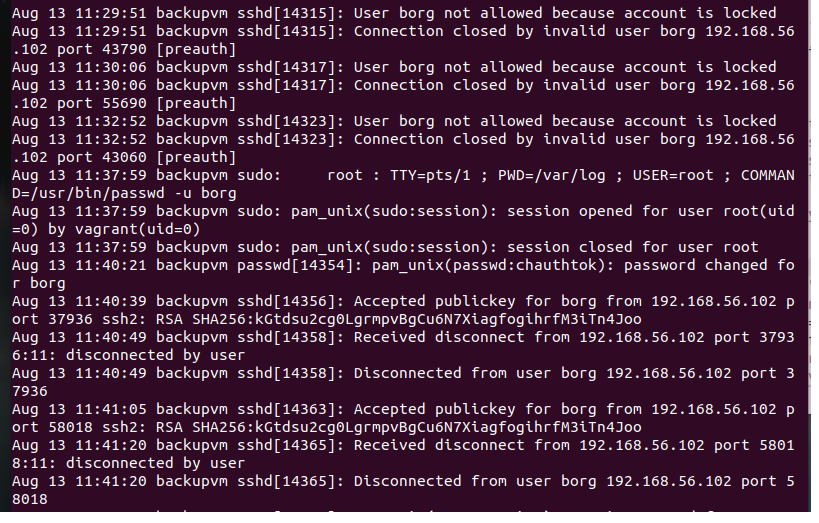 Aug 13 11:29:51 backupvm sshd[14315]: User borg not allowed because account is locked
Aug 13 11:29:51 backupvm sshd[14315]: Connection closed by invalid user borg 192.168.56
.102 port 43790 [preauth]
Aug 13 11:30:06 backupvm sshd[14317]: User borg not allowed because account is locked
Aug 13 11:30:06 backupvm sshd[14317]: Connection closed by invalid user borg 192.168.56
.102 port 55690 [preauth]
Aug 13 11:32:52 backupvm sshd[14323]: User borg not allowed because account is locked
Aug 13 11:32:52 backupvm sshd[14323]: Connection closed by invalid user borg 192.168.56
.102 port 43060 [preauth]
Aug 13 11:37:59 backupvm sudo:     root : TTY=pts/1 ; PWD=/var/log ; USER=root ; COMMAN
D=/usr/bin/passwd -u borg
Aug 13 11:37:59 backupvm sudo: pam_unix(sudo:session): session opened for user root(uid
=0) by vagrant(uid=0)
Aug 13 11:37:59 backupvm sudo: pam_unix(sudo:session): session closed for user root
Aug 13 11:40:21 backupvm passwd[14354]: pam_unix(passwd:chauthtok): password changed fo
r borg
Aug 13 11:40:39 backupvm sshd[14356]: Accepted publickey for borg from 192.168.56.102 p
ort 37936 ssh2: RSA SHA256:kGtdsu2cg0LgrmpvBgCu6N7XiagfogihrfM3iTn4Joo
Aug 13 11:40:49 backupvm sshd[14358]: Received disconnect from 192.168.56.102 port 3793
6:11: disconnected by user
Aug 13 11:40:49 backupvm sshd[14358]: Disconnected from user borg 192.168.56.102 port 3
7936
Aug 13 11:41:05 backupvm sshd[14363]: Accepted publickey for borg from 192.168.56.102 p
ort 58018 ssh2: RSA SHA256:kGtdsu2cg0LgrmpvBgCu6N7XiagfogihrfM3iTn4Joo
Aug 13 11:41:20 backupvm sshd[14365]: Received disconnect from 192.168.56.102 port 5801
8:11: disconnected by user
Aug 13 11:41:20 backupvm sshd[14365]: Disconnected from user borg 192.168.56.102 port 5
8018